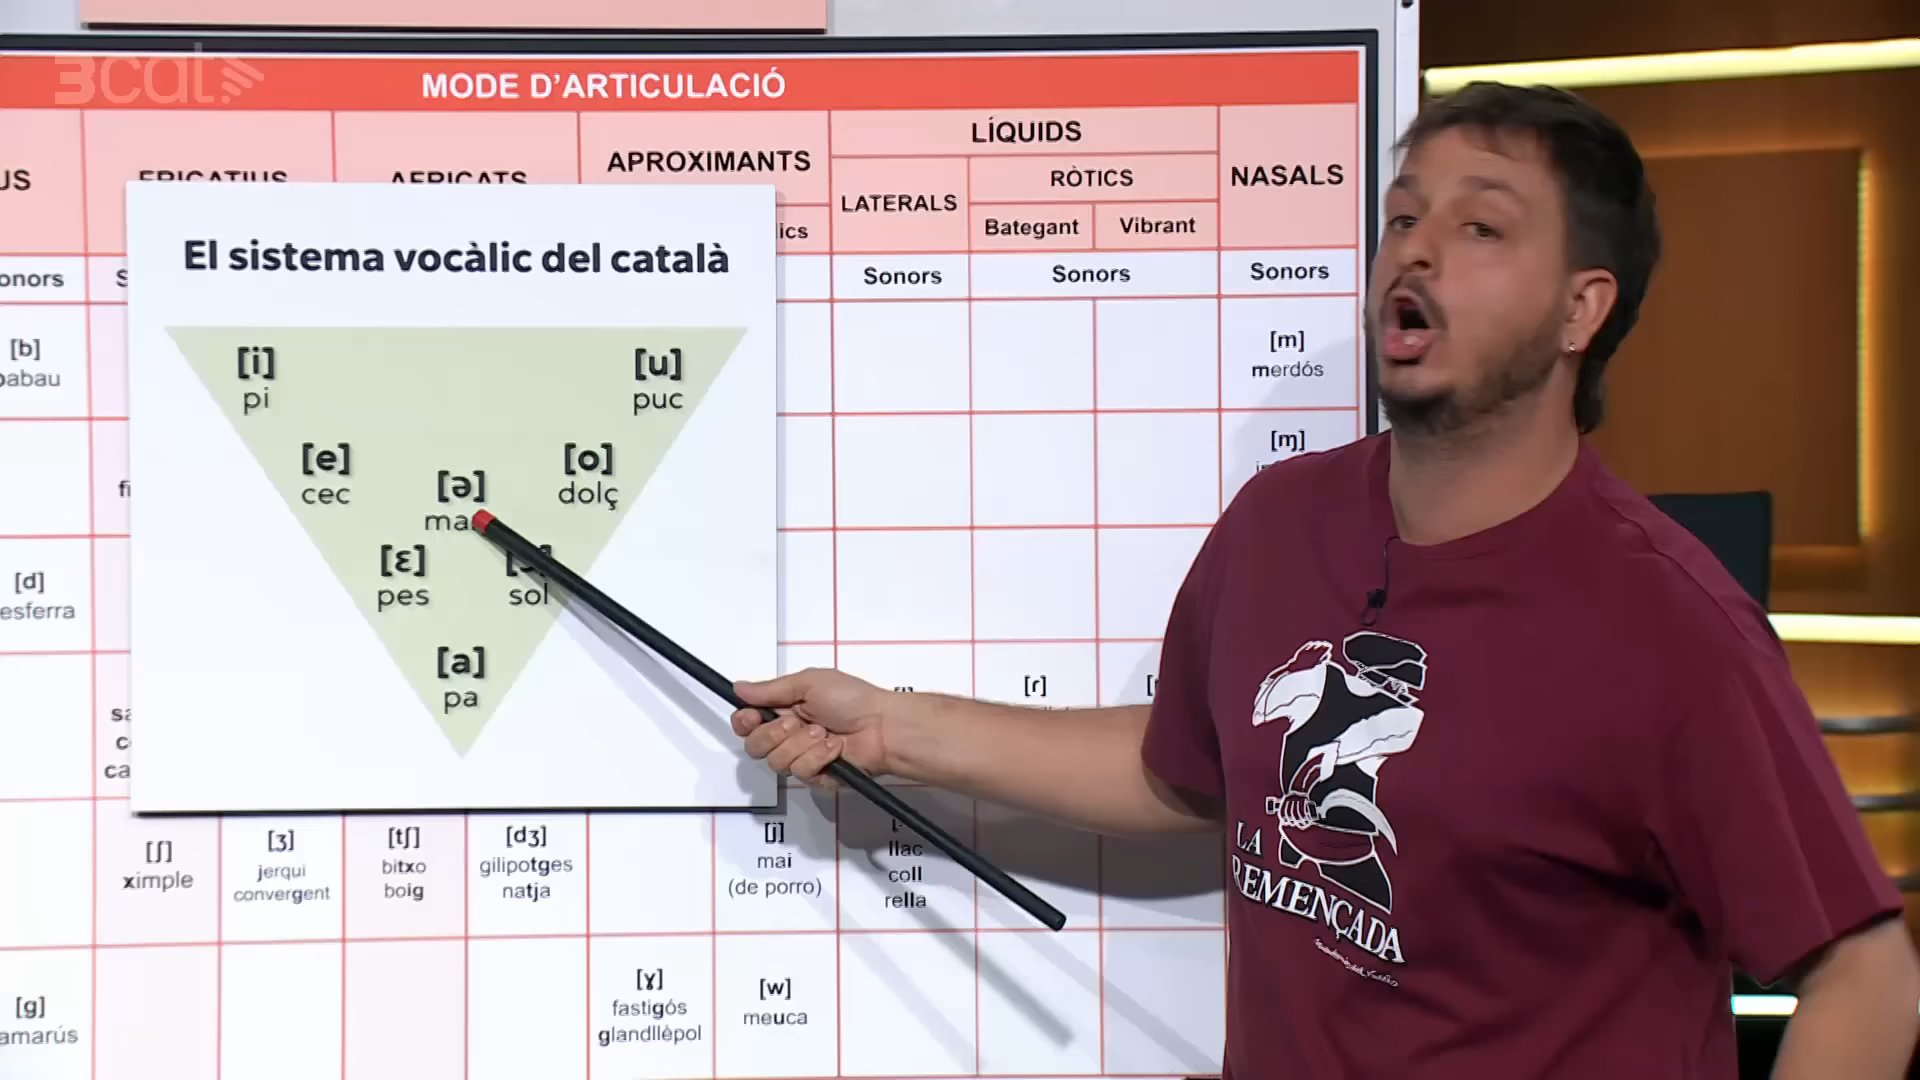 3cat
MODE D'ARTICULACIÓ
LÍQUIDS
APROXIMANTS
FRICATIUS
AFRICATS
NASALS
LATERALS
RÒTICS
Bategant
Vibrant
Sonors
Sonors
Sonors
El sistema vocàlic del català
[i]
pi
[u]
puc
[e]
cec
[o]
dolç
[ə]
[ɛ]
pes
sol
[a]
pa
[b]
[m]
merdós
[ɱ]
[d]
[ɾ]
[ʃ]
ximple
[ʒ]
jerqui
convergent
[tʃ]
bitxo
boig
[dʒ]
gilipotges
natja
[j]
mai
(de porro)
llac
coll
rella
[g]
[ɣ]
fastigós
glandllèpol
[w]
meuca
LA
REMENÇADA